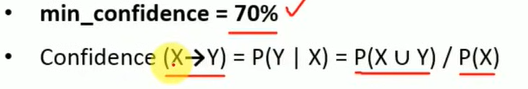 • min_confidence = 70%
• Confidence (X→Y) = P(Y | X) = P(X ∪ Y) / P(X)